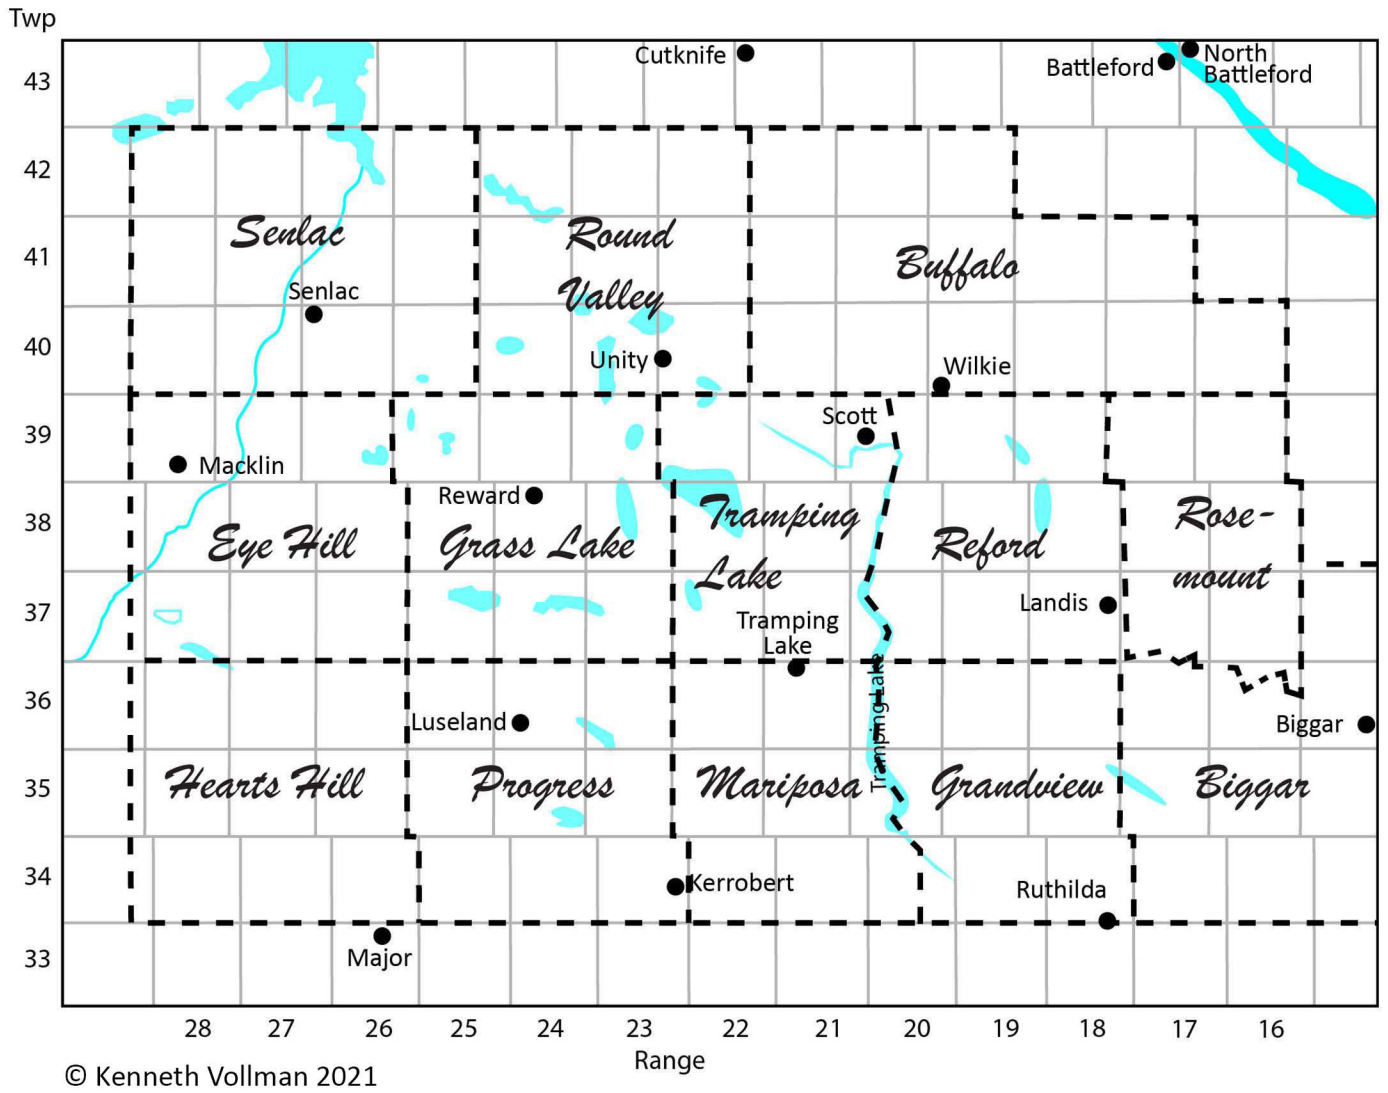 Twp
43
Cutknife
Battleford
North
Battleford
42
41
Senlac
Round
Valley
Buffalo
Senlac
40
Unity
Wilkie
39
Scott
Macklin
Reward
38
Eye Hill
Grass Lake
Tramping
Lake
Reford
Rose-
mount
37
Landis
Tramping
Lake
36
Luseland
Tramping Lake
Biggar
35
Hearts Hill
Progress
Mariposa
Grandview
Biggar
34
Kerrobert
Ruthilda
33
Major
28 27 26 25 24 23 22 21 20 19 18 17 16
Range
© Kenneth Vollman 2021